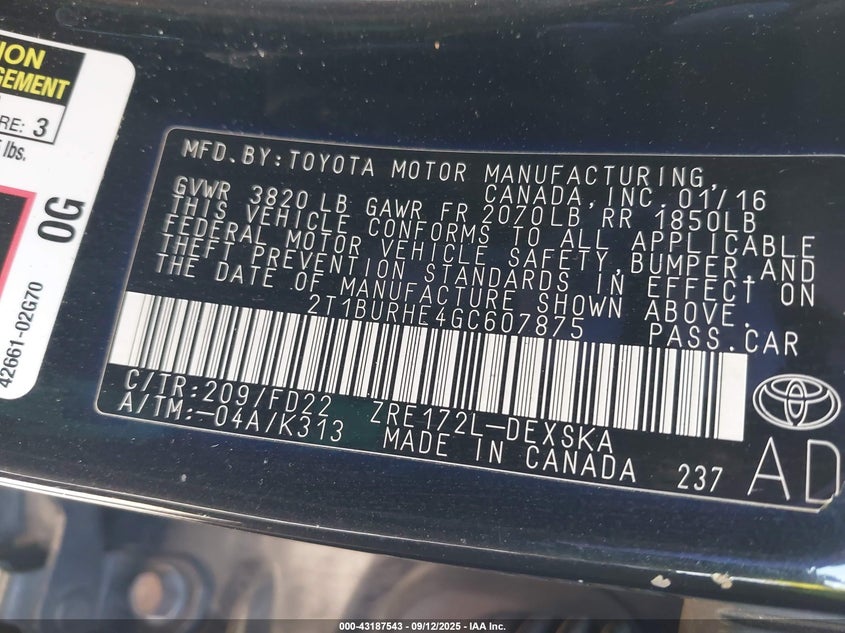 ION
GEMENT
RE: 3
lbs.
OG
42661-02G70
MFD.BY:TOYOTA MOTOR MANUFACTURING,
CANADA,INC.01/16
GVWR 3820 LB GAWR FR 2070LB,RR 1850LB
THIS VEHICLE CONFORMS TO ALL APPLICABLE
FEDERAL MOTOR VEHICLE SAFETY,BUMPER,AND
THEFT PREVENTION STANDARDS IN EFFECT ON
THE DATE OF MANUFACTURE SHOWN ABOVE.
2T1BURHE4GC607875 PASS.CAR
C/TR:209/FD22 ZRE172L-DEXSKA
A/TM:-04A/K313 MADE IN CANADA 237
AD
000-43187543 - 09/12/2025 - IAA Inc.